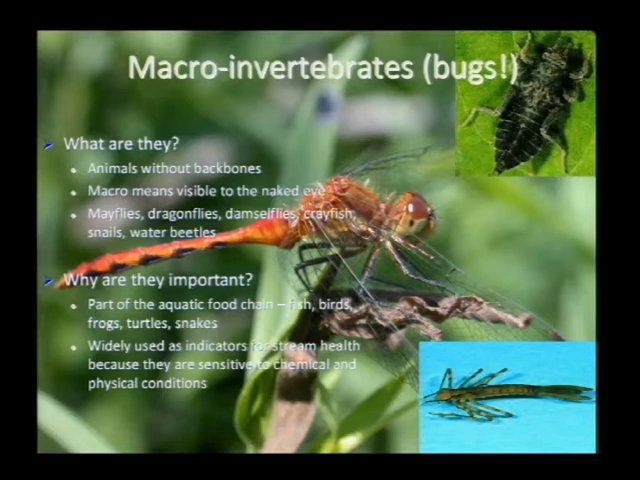 Macro-invertebrates (bugs!)
What are they?
Animals without backbones
Macro means visible to the naked eye
Mayflies, dragonflies, damselflies, crayfish,
snails, water beetles
Why are they important?
Part of the aquatic food chain – fish, birds,
frogs, turtles, snakes
Widely used as indicators for stream health
because they are sensitive to chemical and
physical conditions